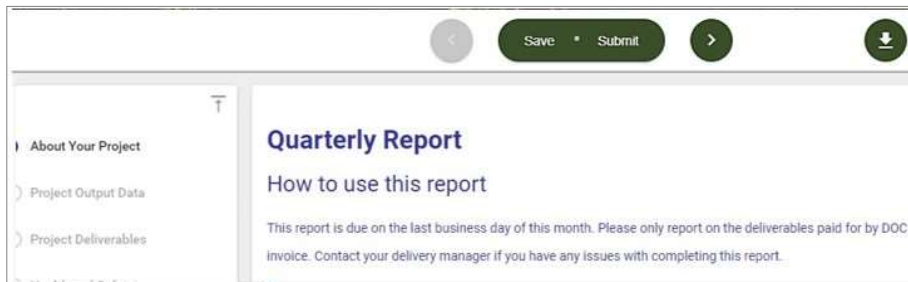 Save • Submit
About Your Project
Project Output Data
Project Deliverables
Quarterly Report
How to use this report
This report is due on the last business day of this month. Please only report on the deliverables paid for by DOC
invoice. Contact your delivery manager if you have any issues with completing this report.